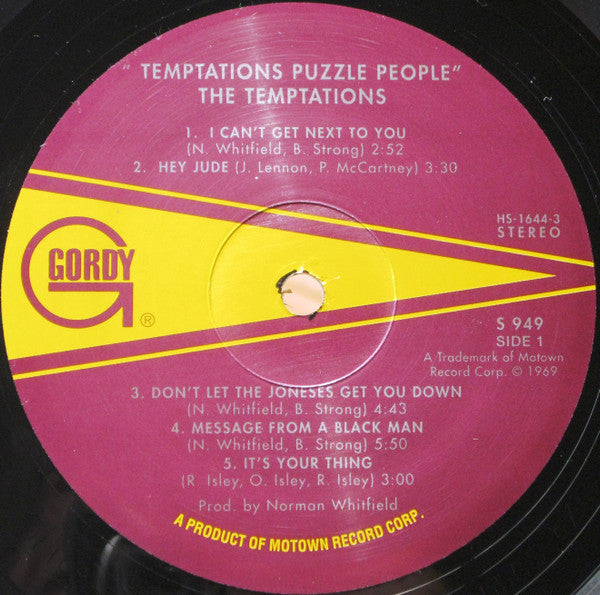 " TEMPTATIONS PUZZLE PEOPLE"
THE TEMPTATIONS
1. I CAN'T GET NEXT TO YOU
(N. Whitfield, B. Strong) 2:52
2. HEY JUDE (J. Lennon, P. McCartney) 3:30
HS-1644-3
STEREO
GORDY
®
S 949
SIDE 1
A Trademark of Motown
Record Corp. © 1969
3. DON'T LET THE JONESES GET YOU DOWN
(N. Whitfield, B. Strong) 4:43
4. MESSAGE FROM A BLACK MAN
(N. Whitfield, B. Strong) 5:50
5. IT'S YOUR THING
(R. Isley, O. Isley, R. Isley) 3:00
Prod. by Norman Whitfield
A PRODUCT OF MOTOWN RECORD CORP.